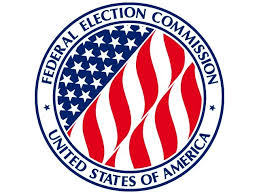 FEDERAL ELECTION COMMISSION
UNITED STATES OF AMERICA